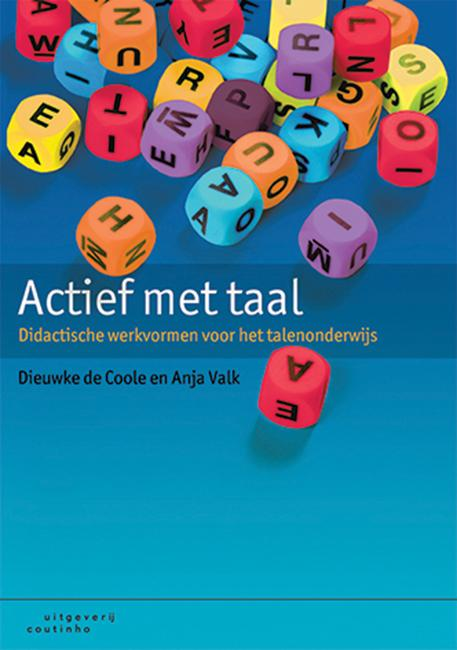 Actief met taal
Didactische werkvormen voor het talenonderwijs
Dieuwke de Coole en Anja Valk
uitgeverij
coutinho